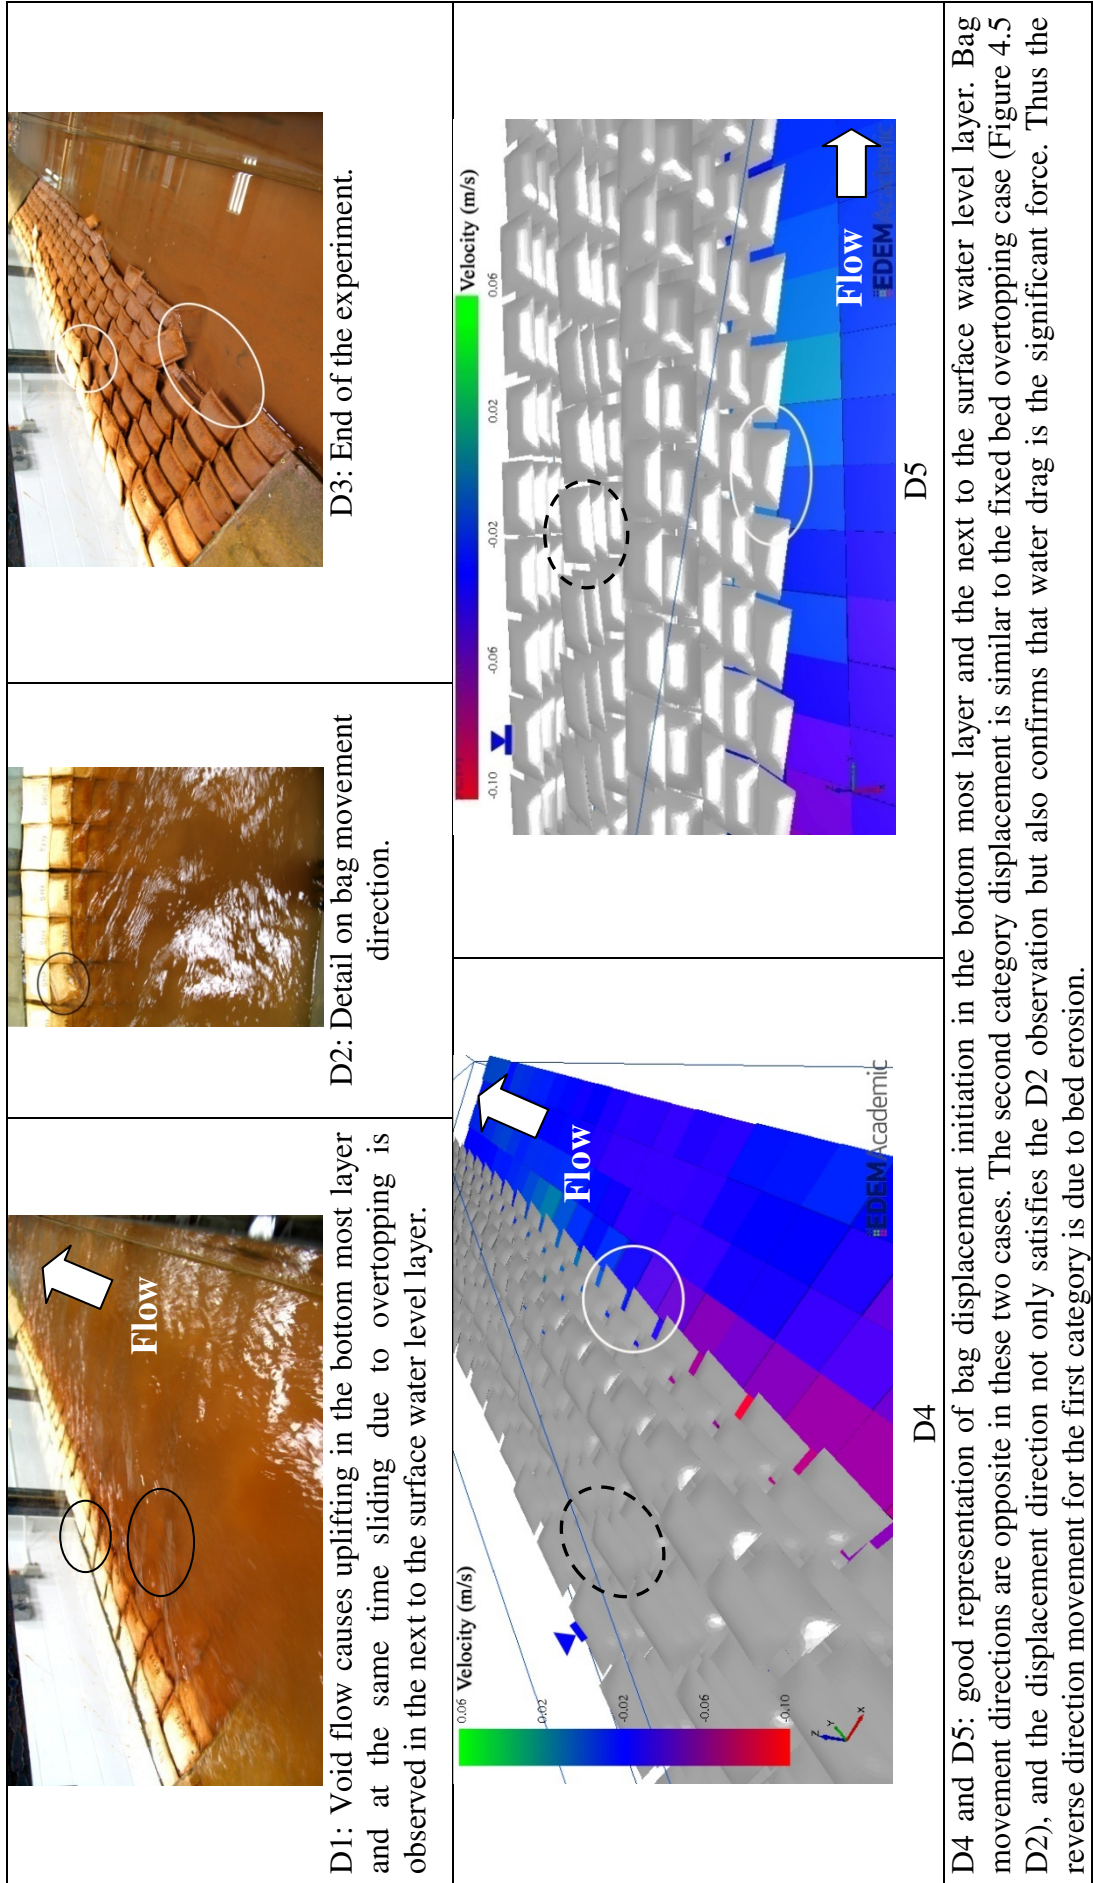 Flow
D1: Void flow causes uplifting in the bottom most layer
and at the same time sliding due to overtopping is
observed in the next to the surface water level layer.
D2: Detail on bag movement
direction.
D3: End of the experiment.
0.06 Velocity (m/s)
0.02
-0.02
-0.06
-0.10
Z
Y
X
Flow
EDEM Academic
D4
-0.10
-0.06
-0.02
0.02
0.06
Velocity (m/s)
Flow
EDEM Academic
D5
D4 and D5: good representation of bag displacement initiation in the bottom most layer and the next to the surface water level layer. Bag
movement directions are opposite in these two cases. The second category displacement is similar to the fixed bed overtopping case (Figure 4.5
D2), and the displacement direction not only satisfies the D2 observation but also confirms that water drag is the significant force. Thus the
reverse direction movement for the first category is due to bed erosion.